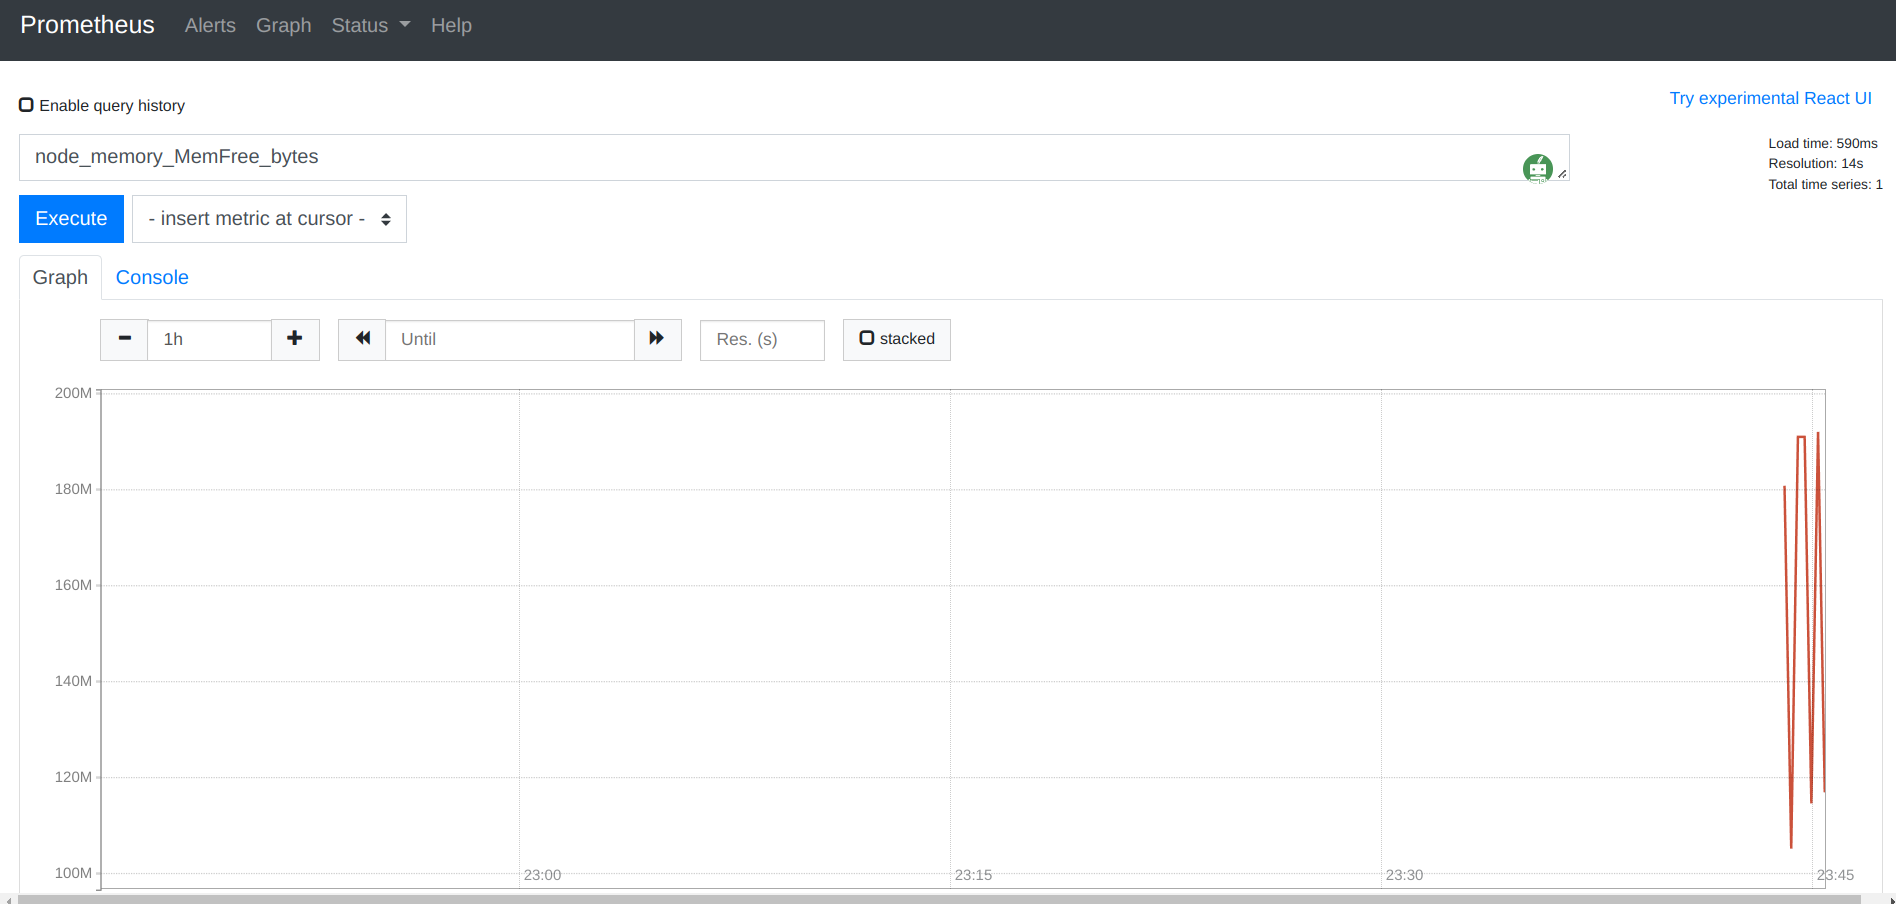 Prometheus Alerts Graph Status Help
Enable query history
Try experimental React UI
node_memory_MemFree_bytes
Load time: 590ms
Resolution: 14s
Total time series: 1
Execute - insert metric at cursor -
Graph Console
1h Until Res. (s) stacked
200M
180M
160M
140M
120M
100M
23:00 23:15 23:30 23:45